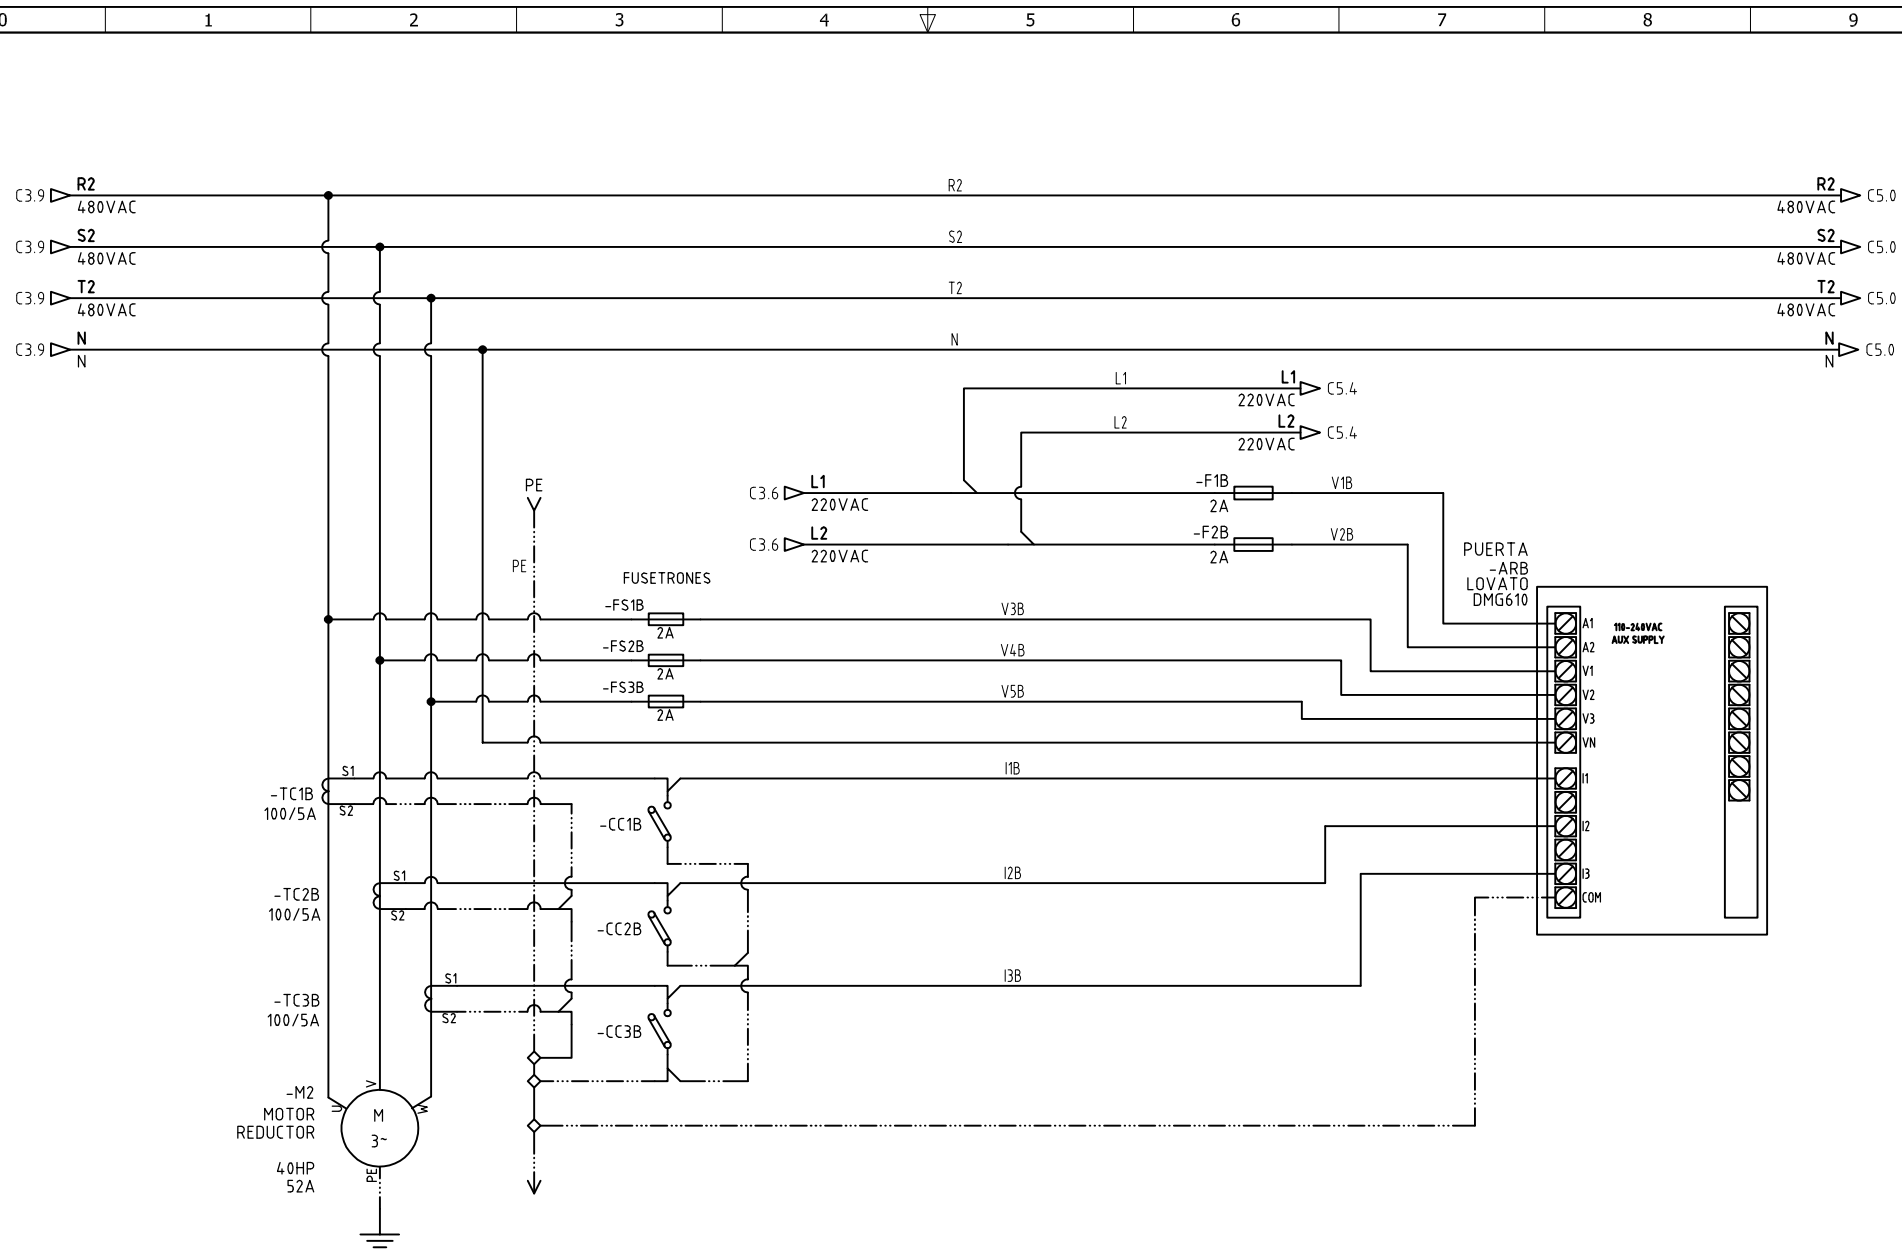 0 1 2 3 4 5 6 7 8 9
R2 R2 R2
C3.9 C5.0
480VAC 480VAC
S2 S2 S2
C3.9 C5.0
480VAC 480VAC
T2 T2 T2
C3.9 C5.0
480VAC 480VAC
N N N
C3.9 C5.0
N N
L1 L1
C5.4
220VAC
L2 L2
C5.4
220VAC
PE
L1 -F1B V1B
C3.6
220VAC 2A
L2 -F2B V2B
C3.6
220VAC 2A
PE
PUERTA
-ARB
LOVATO
DMG610
FUSETRONES
-FS1B V3B
2A
-FS2B V4B
2A
-FS3B V5B
2A
A1
110-240VAC
AUX SUPPLY
A2
V1
V2
V3
VN
I1
I2
I3
COM
S1 I1B
-TC1B
100/5A
S2
-CC1B
S1 I2B
-TC2B
100/5A
S2
-CC2B
S1 I3B
-TC3B
100/5A
S2
-CC3B
-M2
MOTOR
REDUCTOR
40HP
52A
U
V
W
M
3~
PE